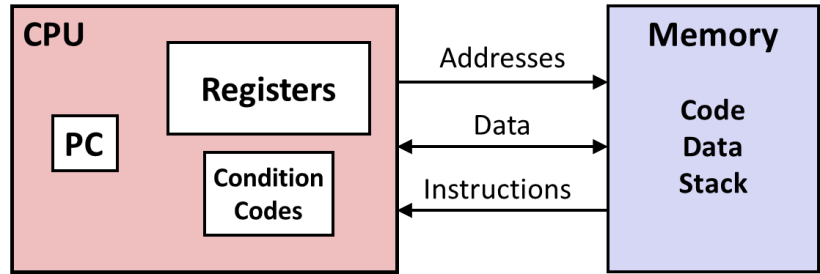 CPU
Registers
PC
Condition
Codes
Addresses
Data
Instructions
Memory
Code
Data
Stack